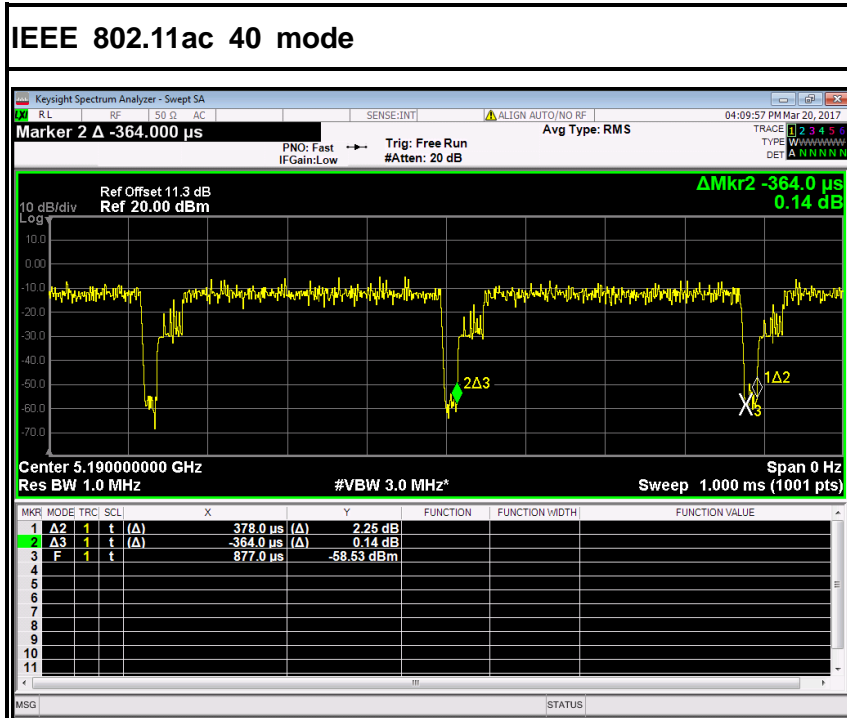 IEEE 802.11ac 40 mode
Keysight Spectrum Analyzer - Swept SA
LXI RL RF 50 Ω AC SENSE:INT ALIGN AUTO/NO RF 04:09:57 PM Mar 20, 2017
Marker 2 Δ -364.000 µs
PNO: Fast
IFGain:Low
Trig: Free Run
#Atten: 20 dB
Avg Type: RMS
TRACE 1 2 3 4 5 6
TYPE WWWWWW
DET A N N N N N
ΔMkr2 -364.0 µs
0.14 dB
Ref Offset 11.3 dB
10 dB/div Ref 20.00 dBm
Log
10.0
0.00
-10.0
-20.0
-30.0
-40.0
-50.0
-60.0
-70.0
2Δ3
1Δ2
X3
Center 5.190000000 GHz Span 0 Hz
Res BW 1.0 MHz #VBW 3.0 MHz* Sweep 1.000 ms (1001 pts)
MKR MODE TRC SCL X Y FUNCTION FUNCTION WIDTH FUNCTION VALUE
1 Δ2 1 t (Δ) 378.0 µs (Δ) 2.25 dB
2 Δ3 1 t (Δ) -364.0 µs (Δ) 0.14 dB
3 F 1 t 877.0 µs -58.53 dBm
4
5
6
7
8
9
10
11
MSG STATUS